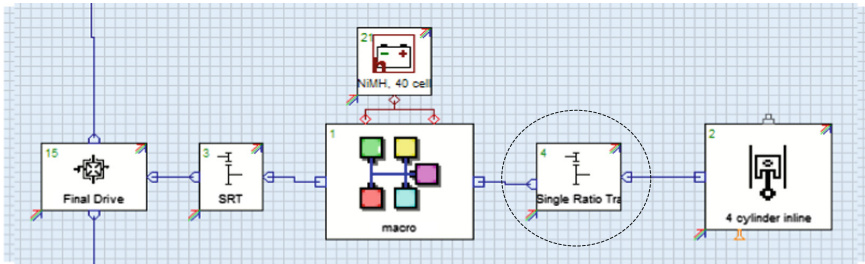 21
NiMH, 40 cell
15
Final Drive
3
SRT
1
macro
4
Single Ratio Tra
2
4 cylinder inline